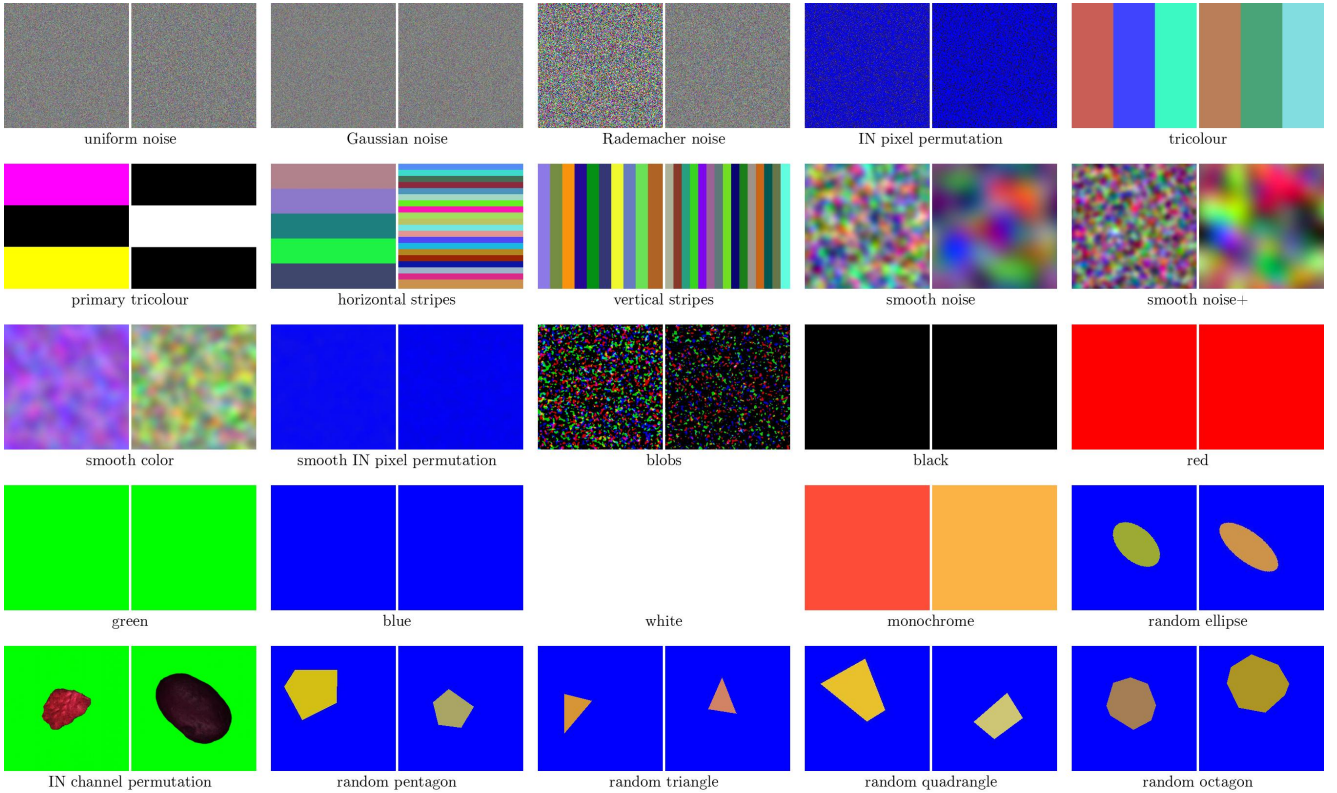 uniform noise
Gaussian noise
Rademacher noise
IN pixel permutation
tricolour
primary tricolour
horizontal stripes
vertical stripes
smooth noise
smooth noise+
smooth color
smooth IN pixel permutation
blobs
black
red
green
blue
white
monochrome
random ellipse
IN channel permutation
random pentagon
random triangle
random quadrangle
random octagon